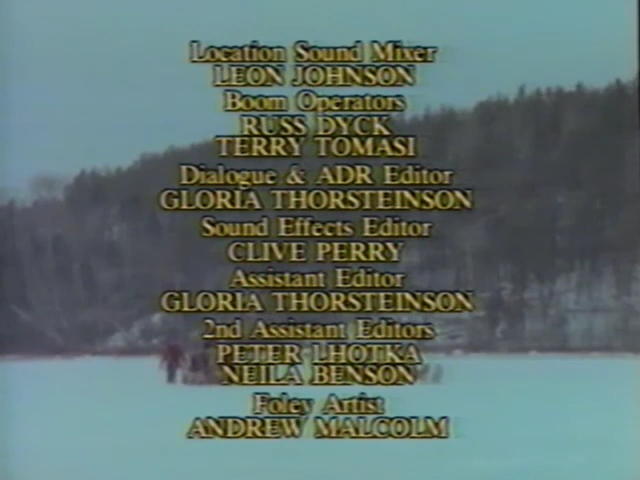 Location Sound Mixer
LEON JOHNSON
Boom Operators
RUSS DYCK
TERRY TOMASI
Dialogue & ADR Editor
GLORIA THORSTEINSON
Sound Effects Editor
CLIVE PERRY
Assistant Editor
GLORIA THORSTEINSON
2nd Assistant Editors
PETER LHOTKA
NEILA BENSON
Foley Artist
ANDREW MALCOLM